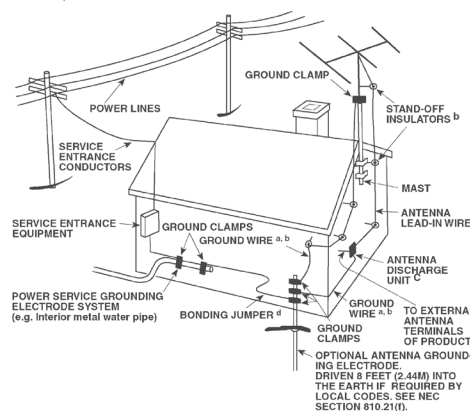 GROUND CLAMP
POWER LINES
STAND-OFF
INSULATORS b
SERVICE
ENTRANCE
CONDUCTORS
MAST
ANTENNA
LEAD-IN WIRE
SERVICE ENTRANCE
EQUIPMENT
GROUND CLAMPS
GROUND WIRE a, b
ANTENNA
DISCHARGE
UNIT C
POWER SERVICE GROUNDING
ELECTRODE SYSTEM
(e.g. Interior metal water pipe)
BONDING JUMPER d
GROUND
WIRE a, b
GROUND
CLAMPS
TO EXTERNA
ANTENNA
TERMINALS
OF PRODUCT
OPTIONAL ANTENNA GROUND-
ING ELECTRODE.
DRIVEN 8 FEET (2.44M) INTO
THE EARTH IF REQUIRED BY
LOCAL CODES. SEE NEC
SECTION 810.21(f).